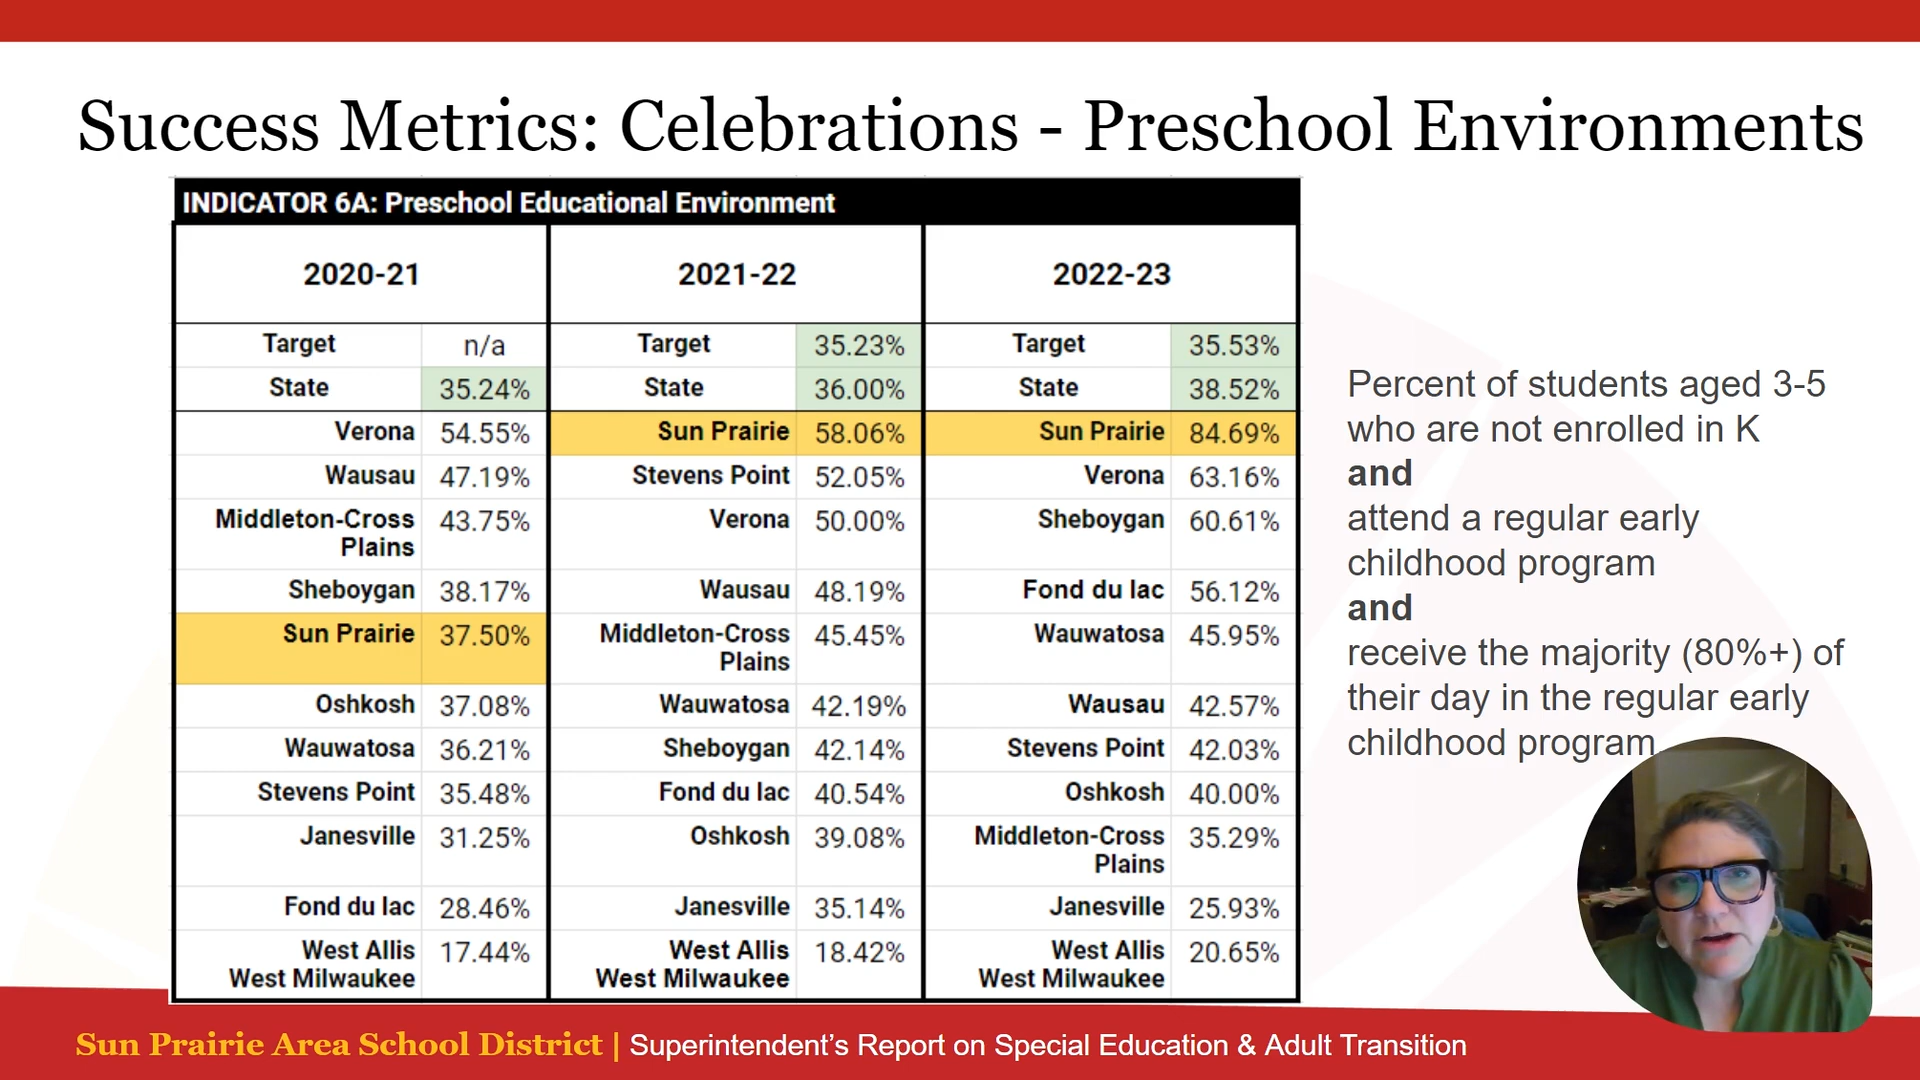 Success Metrics: Celebrations - Preschool Environments
INDICATOR 6A: Preschool Educational Environment
2020-21 2021-22 2022-23
Target n/a Target 35.23% Target 35.53%
State 35.24% State 36.00% State 38.52%
Verona 54.55% Sun Prairie 58.06% Sun Prairie 84.69%
Wausau 47.19% Stevens Point 52.05% Verona 63.16%
Middleton-Cross 43.75% Verona 50.00% Sheboygan 60.61%
Plains
Sheboygan 38.17% Wausau 48.19% Fond du lac 56.12%
Sun Prairie 37.50% Middleton-Cross 45.45% Wauwatosa 45.95%
Plains
Oshkosh 37.08% Wauwatosa 42.19% Wausau 42.57%
Wauwatosa 36.21% Sheboygan 42.14% Stevens Point 42.03%
Stevens Point 35.48% Fond du lac 40.54% Oshkosh 40.00%
Janesville 31.25% Oshkosh 39.08% Middleton-Cross 35.29%
Plains
Fond du lac 28.46% Janesville 35.14% Janesville 25.93%
West Allis 17.44% West Allis 18.42% West Allis 20.65%
West Milwaukee West Milwaukee West Milwaukee
Percent of students aged 3-5
who are not enrolled in K
and
attend a regular early
childhood program
and
receive the majority (80%+) of
their day in the regular early
childhood program.
Sun Prairie Area School District | Superintendent’s Report on Special Education & Adult Transition